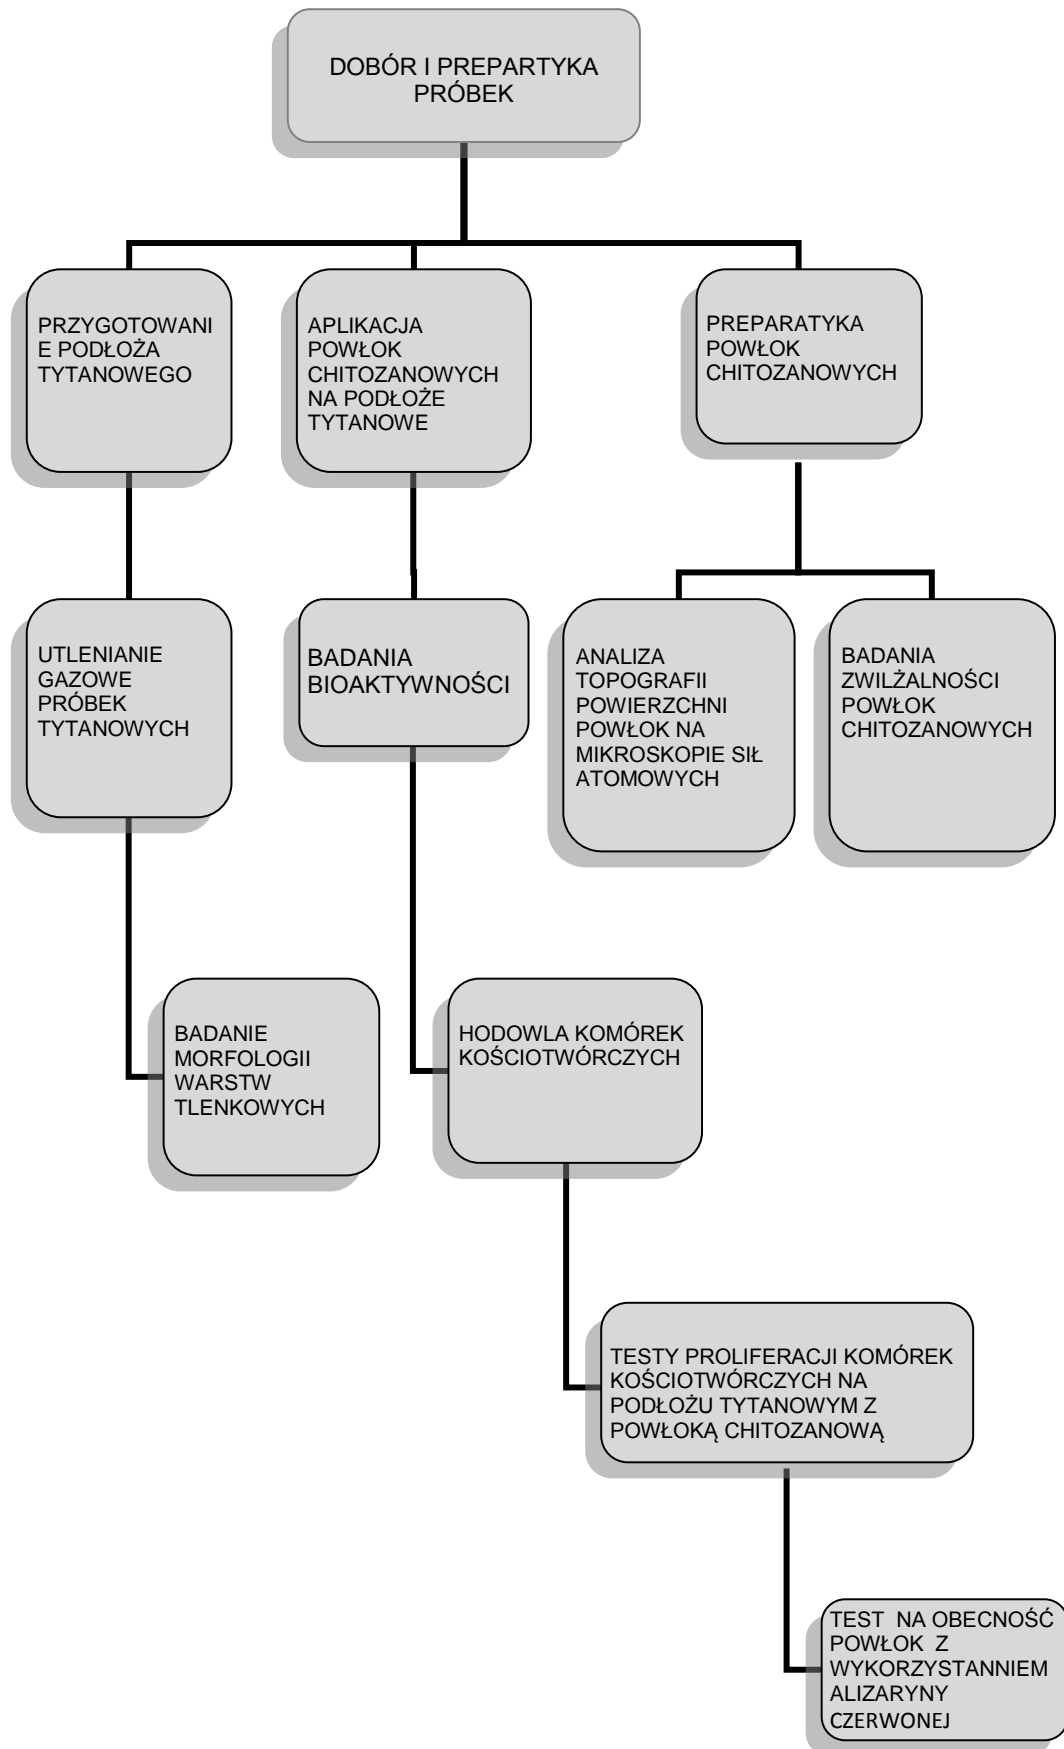 DOBÓR I PREPARTYKA
PRÓBEK
PRZYGOTOWANI
E PODŁOŻA
TYTANOWEGO
APLIKACJA
POWŁOK
CHITOZANOWYCH
NA PODŁOŻE
TYTANOWE
PREPARATYKA
POWŁOK
CHITOZANOWYCH
UTLENIANIE
GAZOWE
PRÓBEK
TYTANOWYCH
BADANIA
BIOAKTYWNOŚCI
ANALIZA
TOPOGRAFII
POWIERZCHNI
POWŁOK NA
MIKROSKOPIE SIŁ
ATOMOWYCH
BADANIA
ZWILŻALNOŚCI
POWŁOK
CHITOZANOWYCH
BADANIE
MORFOLOGII
WARSTW
TLENKOWYCH
HODOWLA KOMÓREK
KOŚCIOTWÓRCZYCH
TESTY PROLIFERACJI KOMÓREK
KOŚCIOTWÓRCZYCH NA
PODŁOŻU TYTANOWYM Z
POWŁOKĄ CHITOZANOWĄ
TEST  NA OBECNOŚĆ
POWŁOK  Z
WYKORZYSTANNIEM
ALIZARYNY
CZERWONEJ